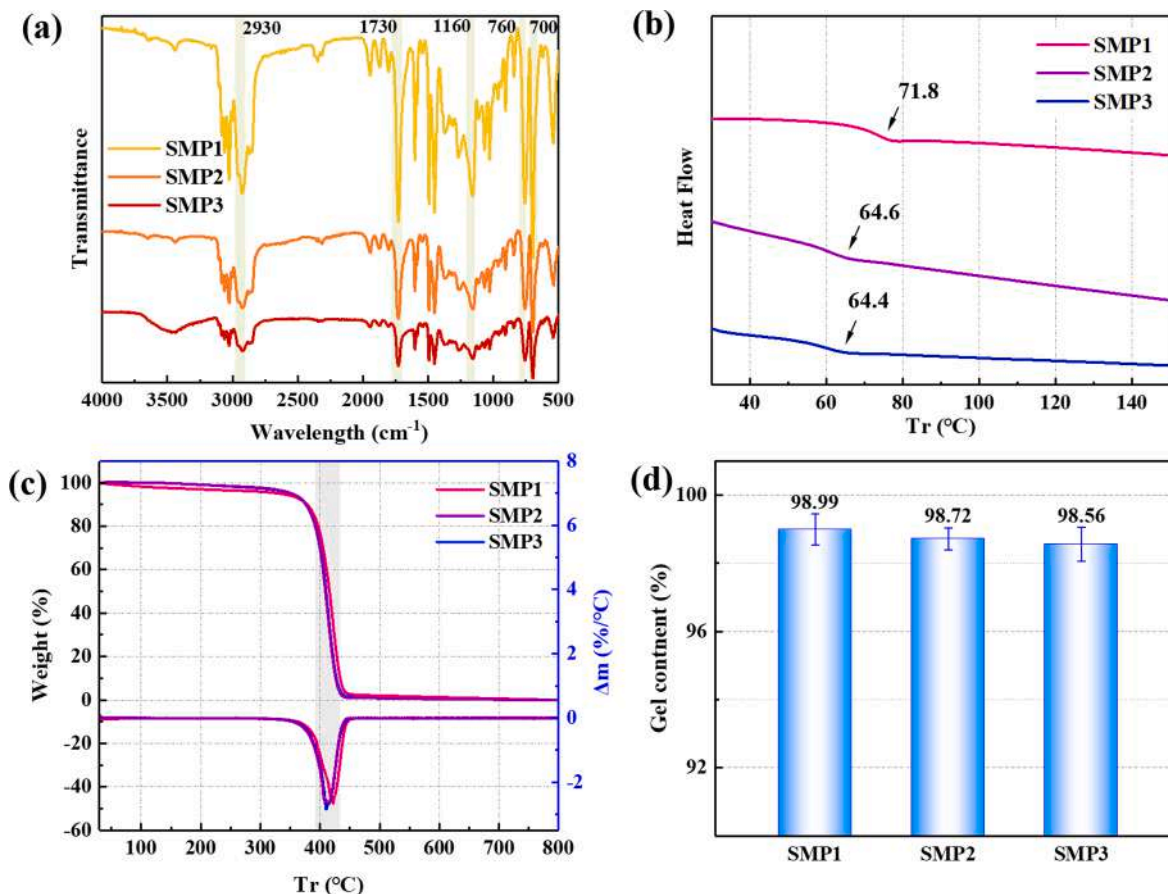 (a)
2930
1730
1160
760
700
SMP1
SMP2
SMP3
Transmittance
4000 3500 3000 2500 2000 1500 1000 500
Wavelength (cm⁻¹)
(b)
SMP1
SMP2
SMP3
71.8
64.6
64.4
Heat Flow
40 60 80 100 120 140
Tr (°C)
(c)
SMP1
SMP2
SMP3
100
80
60
40
20
0
-20
-40
-60
Weight (%)
8
6
4
2
0
-2
Δm (%/°C)
100 200 300 400 500 600 700 800
Tr (°C)
(d)
100
96
92
Gel contnent (%)
98.99
98.72
98.56
SMP1 SMP2 SMP3